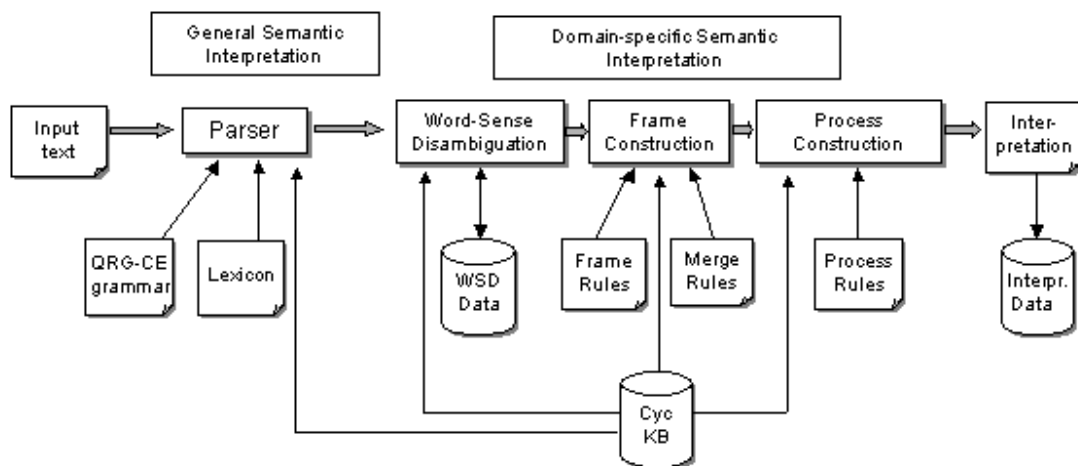 General Semantic
Interpretation
Domain-specific Semantic
Interpretation
Input
text
Parser
Word-Sense
Disambiguation
Frame
Construction
Process
Construction
Inter-
pretation
QRG-CE
grammar
Lexicon
WSD
Data
Frame
Rules
Merge
Rules
Process
Rules
Interpr.
Data
Cyc
KB